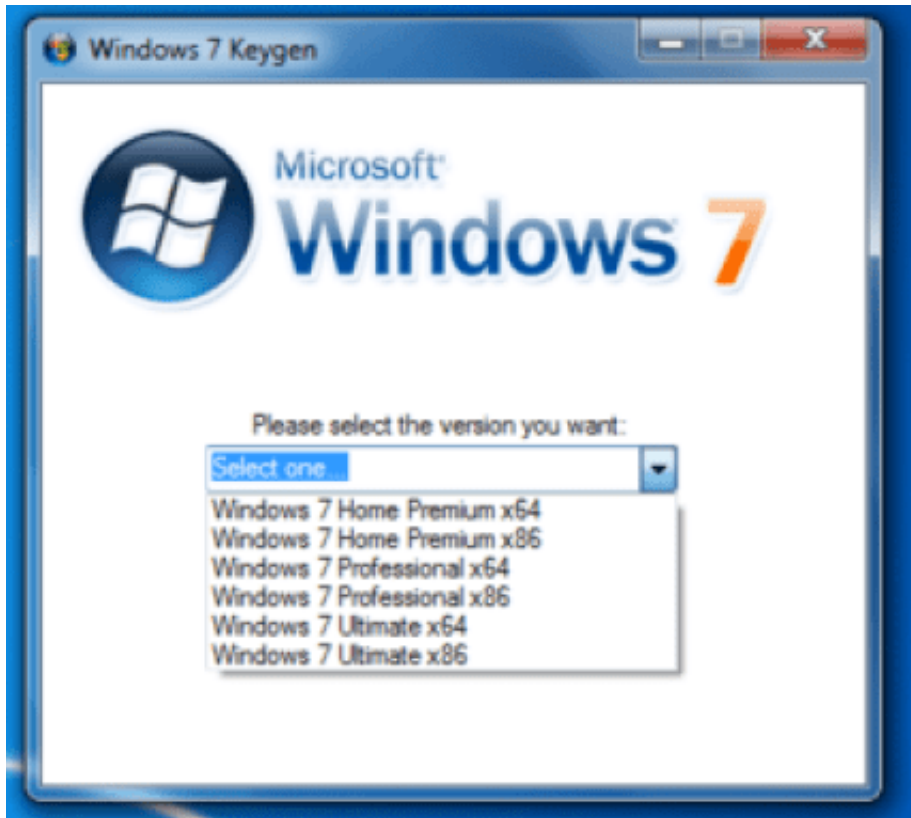 Windows 7 Keygen
Microsoft
Windows 7
Please select the version you want:
Select one...
Windows 7 Home Premium x64
Windows 7 Home Premium x86
Windows 7 Professional x64
Windows 7 Professional x86
Windows 7 Ultimate x64
Windows 7 Ultimate x86